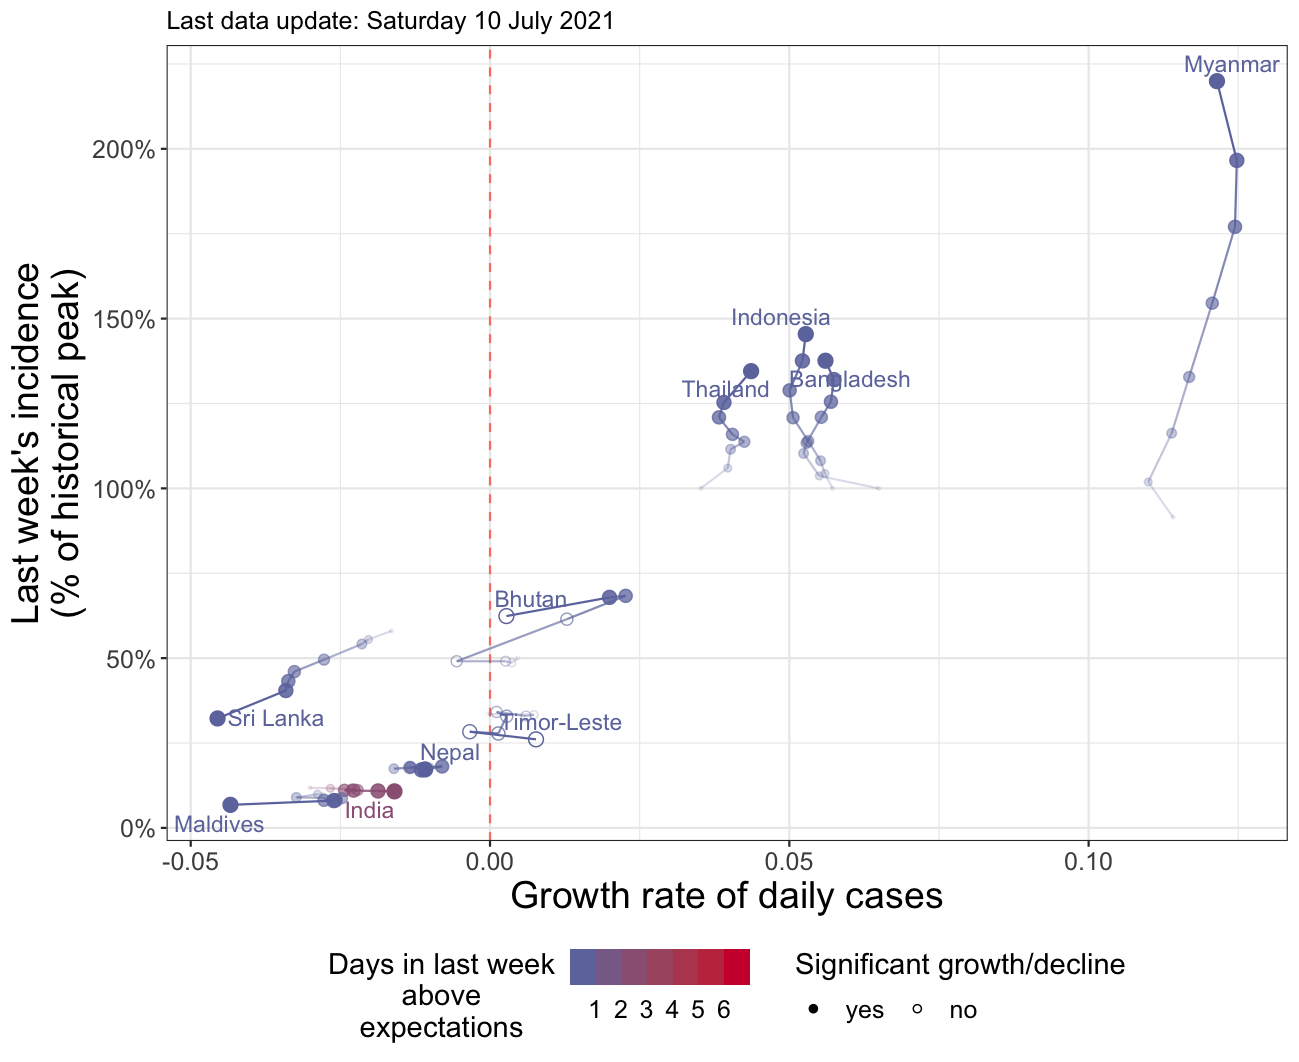 Last data update: Saturday 10 July 2021
Last week's incidence
(% of historical peak)
200%
150%
100%
50%
0%
Myanmar
Indonesia
Thailand
Bangladesh
Bhutan
Sri Lanka
Timor-Leste
Nepal
India
Maldives
-0.05
0.00
0.05
0.10
Growth rate of daily cases
Days in last week
above
expectations
1 2 3 4 5 6
Significant growth/decline
yes no